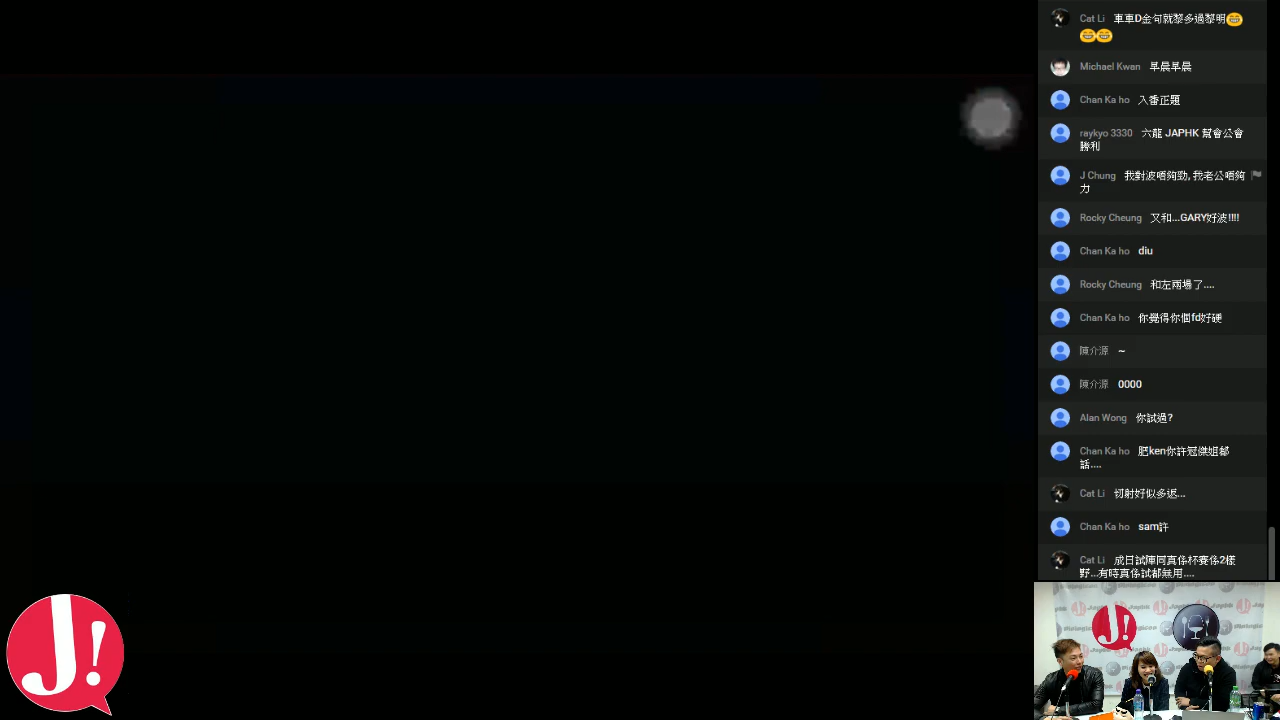 Cat Li 車車D金句就黎多過黎明😂
😂😂
Michael Kwan 早晨早晨
Chan Ka ho 入番正題
raykyo 3330 六龍 JAPHK 幫會公會
勝利
J Chung 我對波唔夠勁, 我老公唔夠
力
Rocky Cheung 又和...GARY好波!!!!
Chan Ka ho diu
Rocky Cheung 和左兩場了....
Chan Ka ho 你覺得你個fd好硬
陳介源 ~
陳介源 0000
Alan Wong 你試過?
Chan Ka ho 肥ken你許冠傑姐
話....
Cat Li 射好似多返...
Chan Ka ho sam許
Cat Li 成日試陣同真係杯賽係2樣
野...有時真係試都無用....
J!
J!